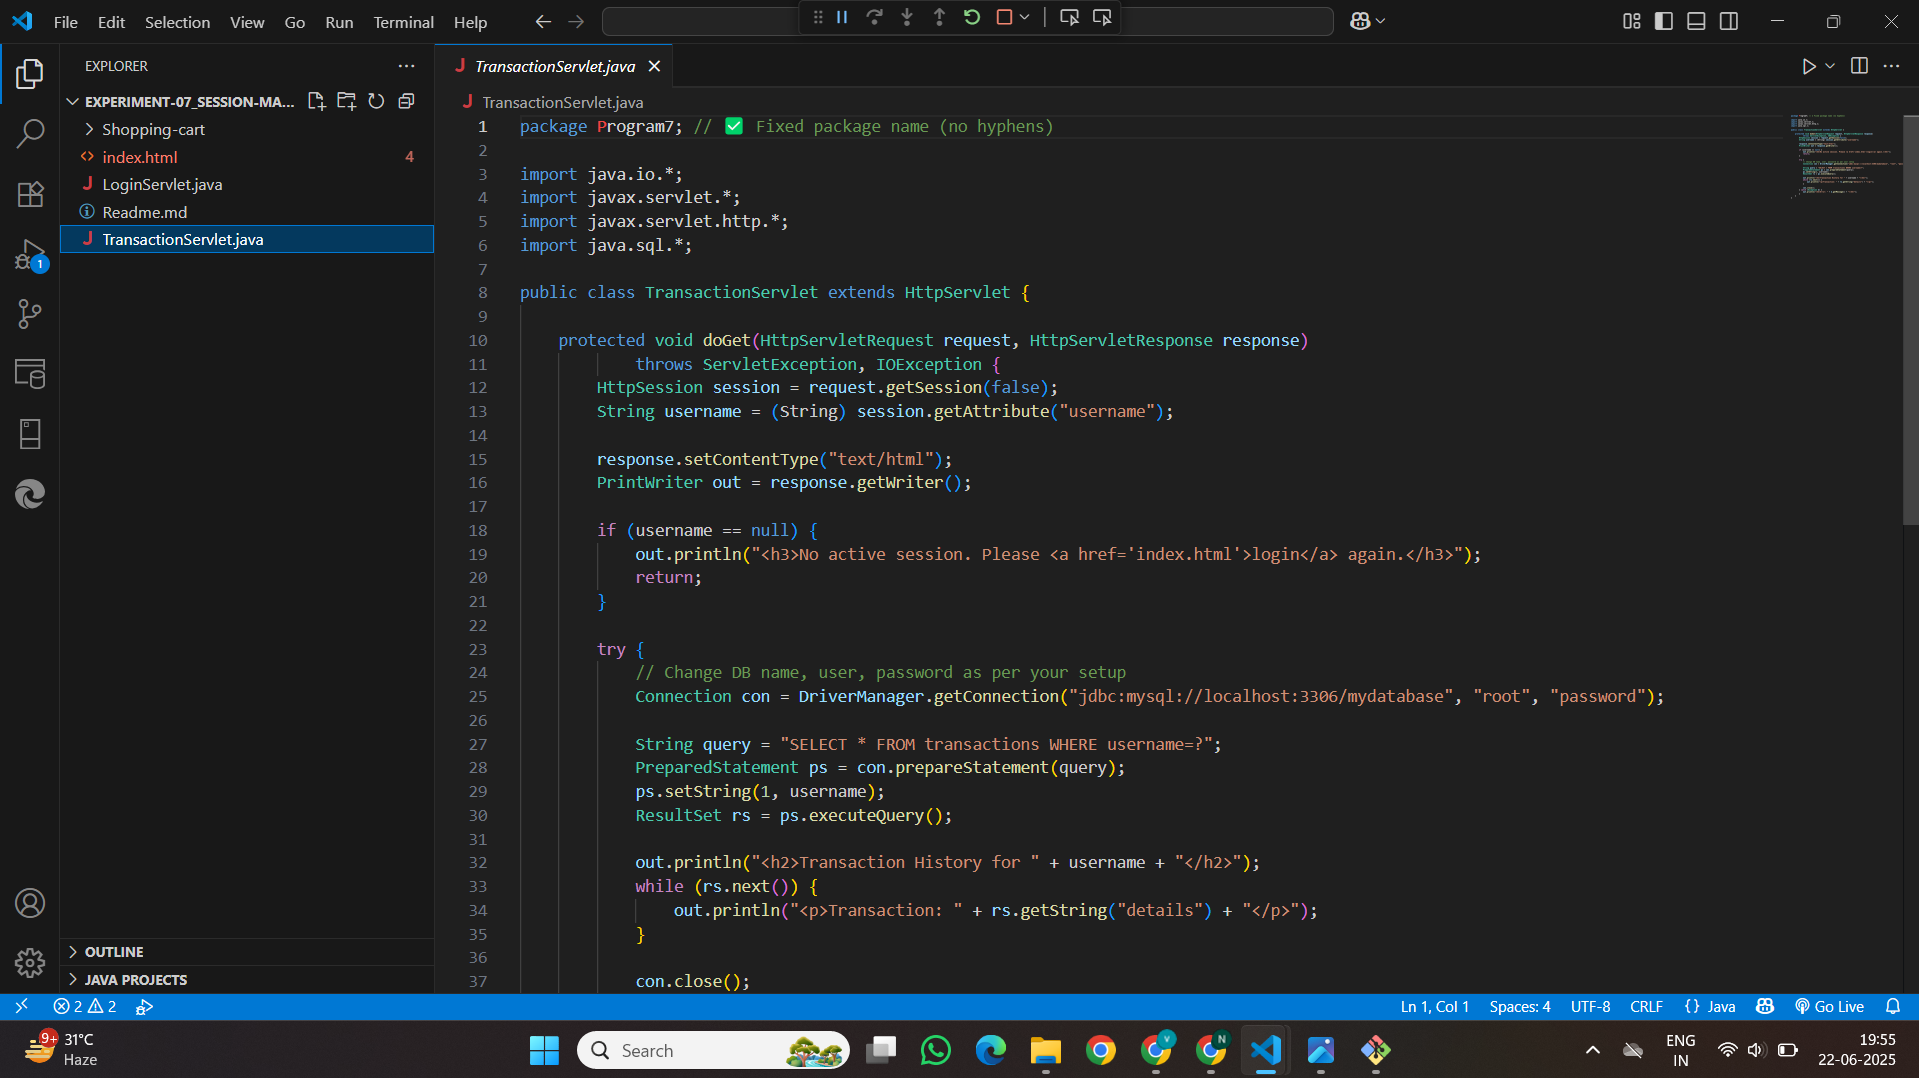 File Edit Selection View Go Run Terminal Help
EXPLORER
EXPERIMENT-07_SESSION-MA...
Shopping-cart
index.html 4
LoginServlet.java
Readme.md
TransactionServlet.java
OUTLINE
JAVA PROJECTS
TransactionServlet.java
TransactionServlet.java
1 package Program7; // ✅ Fixed package name (no hyphens)
2
3 import java.io.*;
4 import javax.servlet.*;
5 import javax.servlet.http.*;
6 import java.sql.*;
7
8 public class TransactionServlet extends HttpServlet {
9
10 protected void doGet(HttpServletRequest request, HttpServletResponse response)
11 throws ServletException, IOException {
12 HttpSession session = request.getSession(false);
13 String username = (String) session.getAttribute("username");
14
15 response.setContentType("text/html");
16 PrintWriter out = response.getWriter();
17
18 if (username == null) {
19 out.println("<h3>No active session. Please <a href='index.html'>login</a> again.</h3>");
20 return;
21 }
22
23 try {
24 // Change DB name, user, password as per your setup
25 Connection con = DriverManager.getConnection("jdbc:mysql://localhost:3306/mydatabase", "root", "password");
26
27 String query = "SELECT * FROM transactions WHERE username=?";
28 PreparedStatement ps = con.prepareStatement(query);
29 ps.setString(1, username);
30 ResultSet rs = ps.executeQuery();
31
32 out.println("<h2>Transaction History for " + username + "</h2>");
33 while (rs.next()) {
34 out.println("<p>Transaction: " + rs.getString("details") + "</p>");
35 }
36
37 con.close();
1
2 2
Ln 1, Col 1 Spaces: 4 UTF-8 CRLF {} Java Go Live
9+ 31°C
Haze
Search
V
N
ENG
IN
19:55
22-06-2025